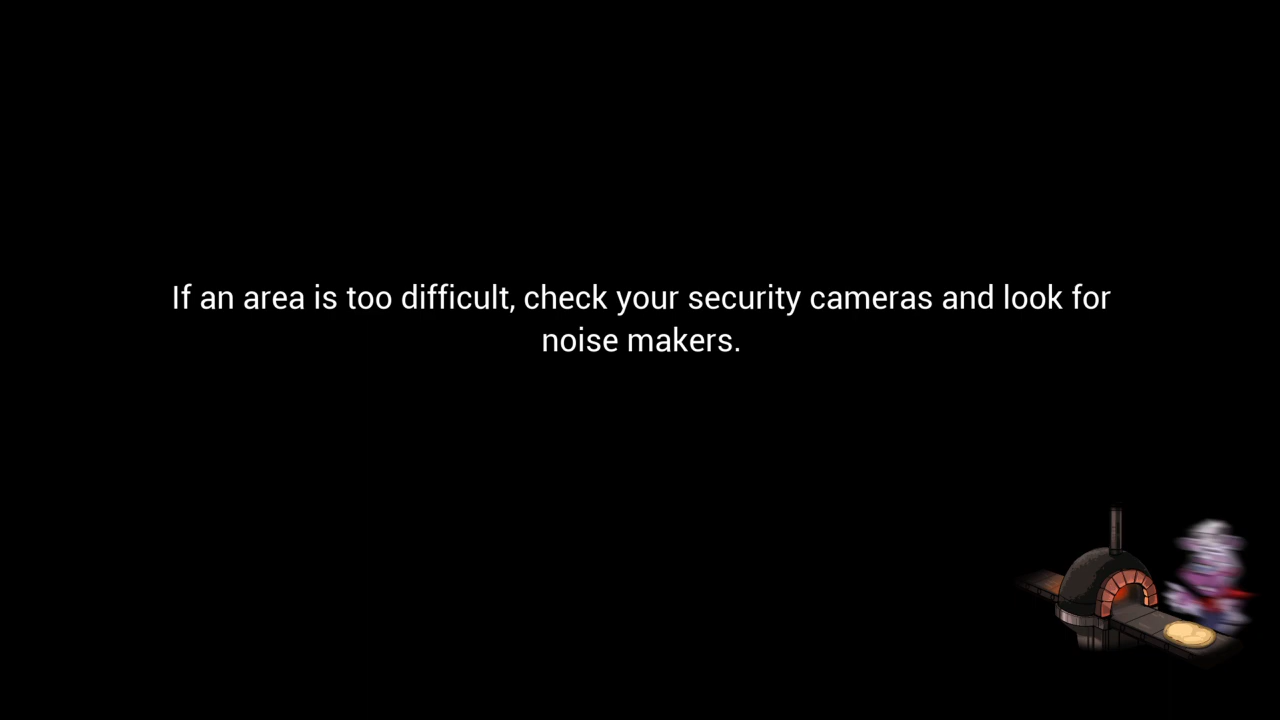 If an area is too difficult, check your security cameras and look for
noise makers.